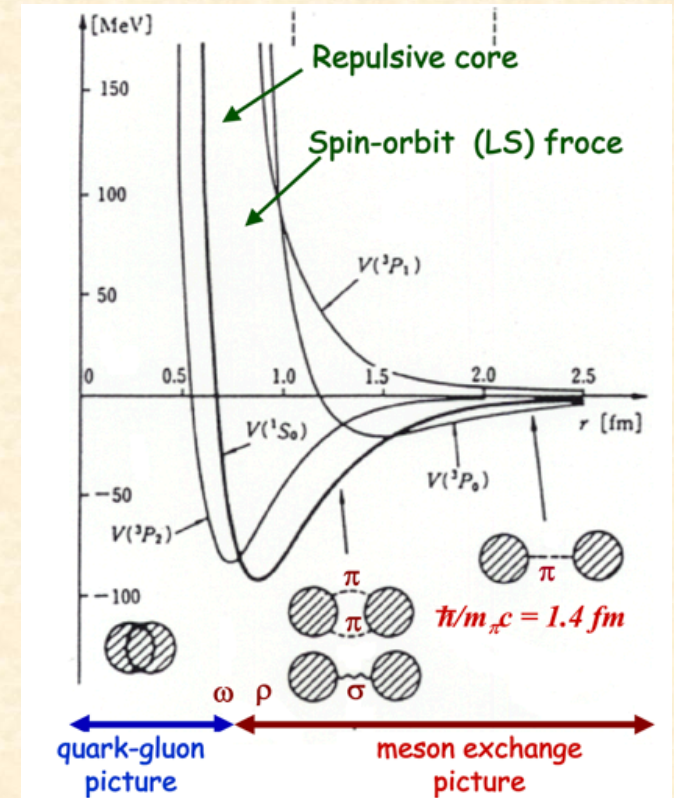 [MeV]
Repulsive core
150
Spin-orbit (LS) froce
100
V(³P₁)
50
0 0.5 1.0 1.5 2.0 2.5
r [fm]
V(¹S₀)
V(³P₀)
−50
V(³P₂)
π
π
π
−100
ħ/mπc = 1.4 fm
ω ρ σ
quark-gluon
picture
meson exchange
picture